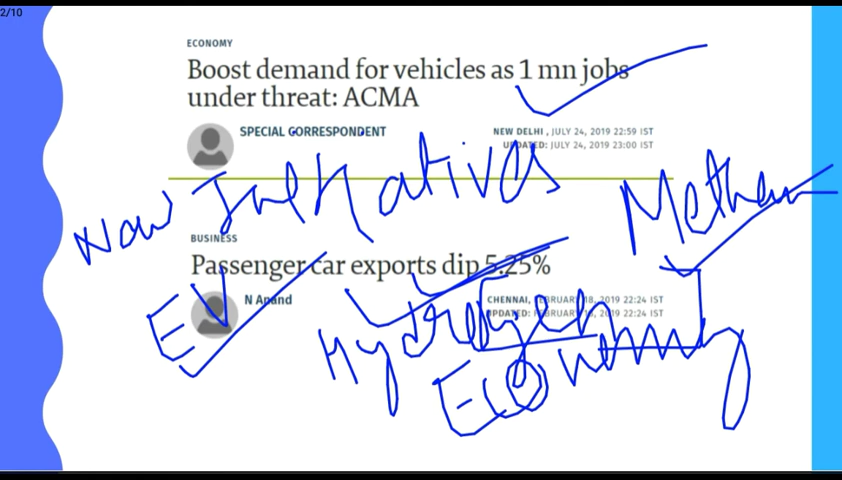 2/10
ECONOMY
Boost demand for vehicles as 1 mn jobs
under threat: ACMA
SPECIAL CORRESPONDENT
NEW DELHI, JULY 24, 2019 22:59 IST
UPDATED: JULY 24, 2019 23:00 IST
Now Initiatives
BUSINESS
Passenger car exports dip 5.25%
N Anand
CHENNAI, FEBRUARY 18, 2019 22:24 IST
UPDATED: FEBRUARY 18, 2019 22:24 IST
EV
Hydrogen
Economy